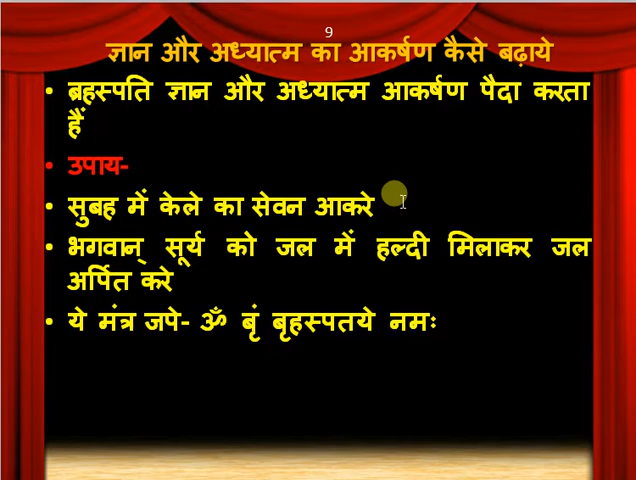 9
ज्ञान और अध्यात्म का आकर्षण कैसे बढ़ाये
• ब्रहस्पति ज्ञान और अध्यात्म आकर्षण पैदा करता
हैं
• उपाय-
• सुबह में केले का सेवन आकरे
• भगवान् सूर्य को जल में हल्दी मिलाकर जल
अर्पित करे
• ये मंत्र जपे- ॐ बृं बृहस्पतये नमः